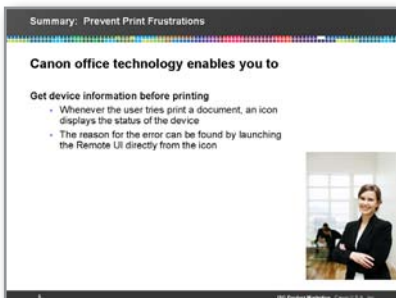 Summary: Prevent Print Frustrations
Canon office technology enables you to
Get device information before printing
• Whenever the user tries print a document, an icon
displays the status of the device
• The reason for the error can be found by launching
the Remote UI directly from the icon